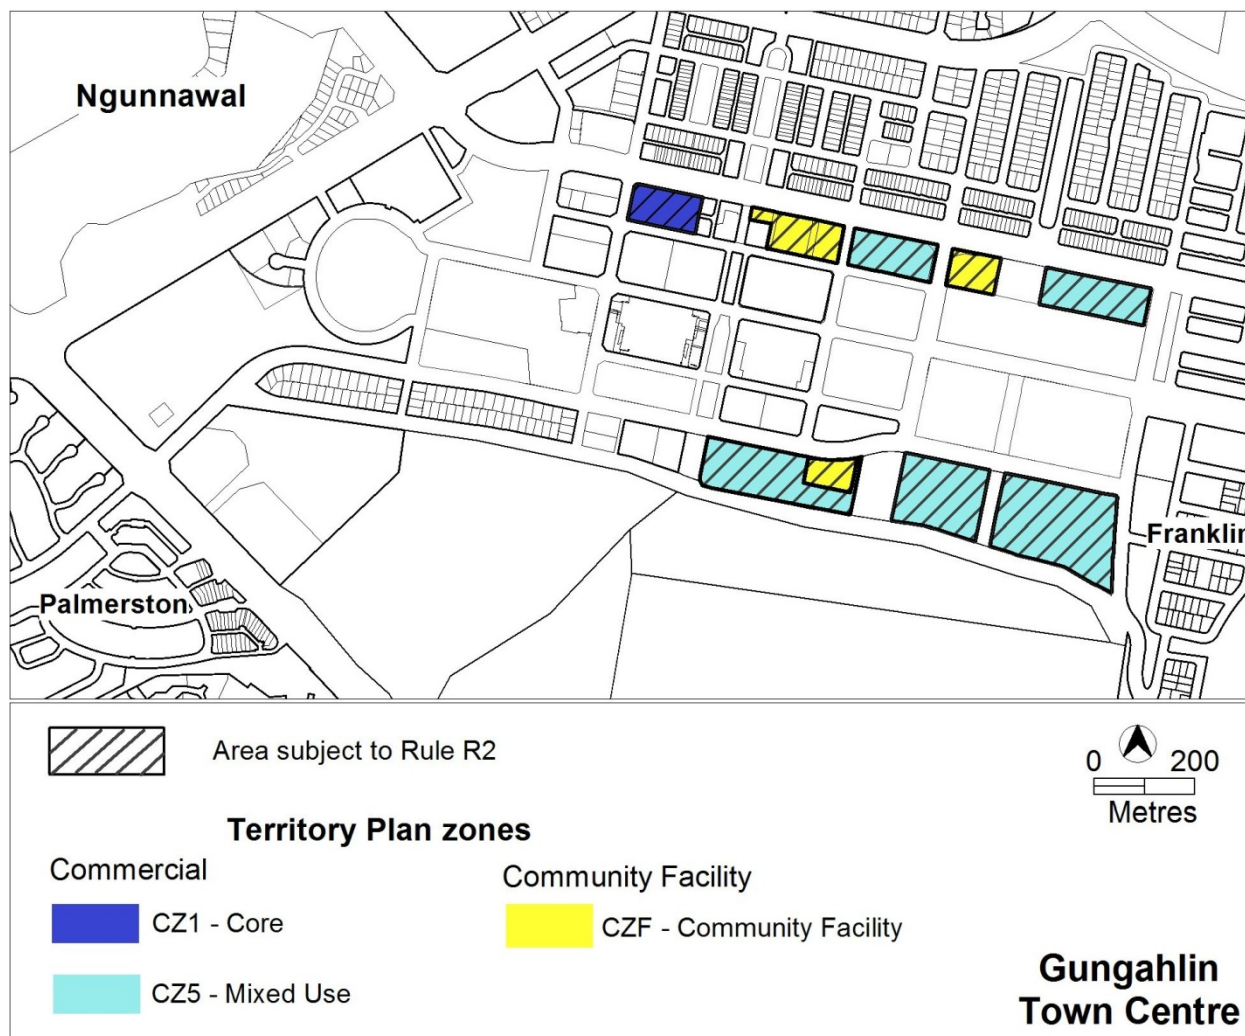 Ngunnawal
Franklin
Palmerston
Area subject to Rule R2
0 200
Metres
Territory Plan zones
Commercial
Community Facility
CZ1 - Core
CZF - Community Facility
CZ5 - Mixed Use
Gungahlin
Town Centre